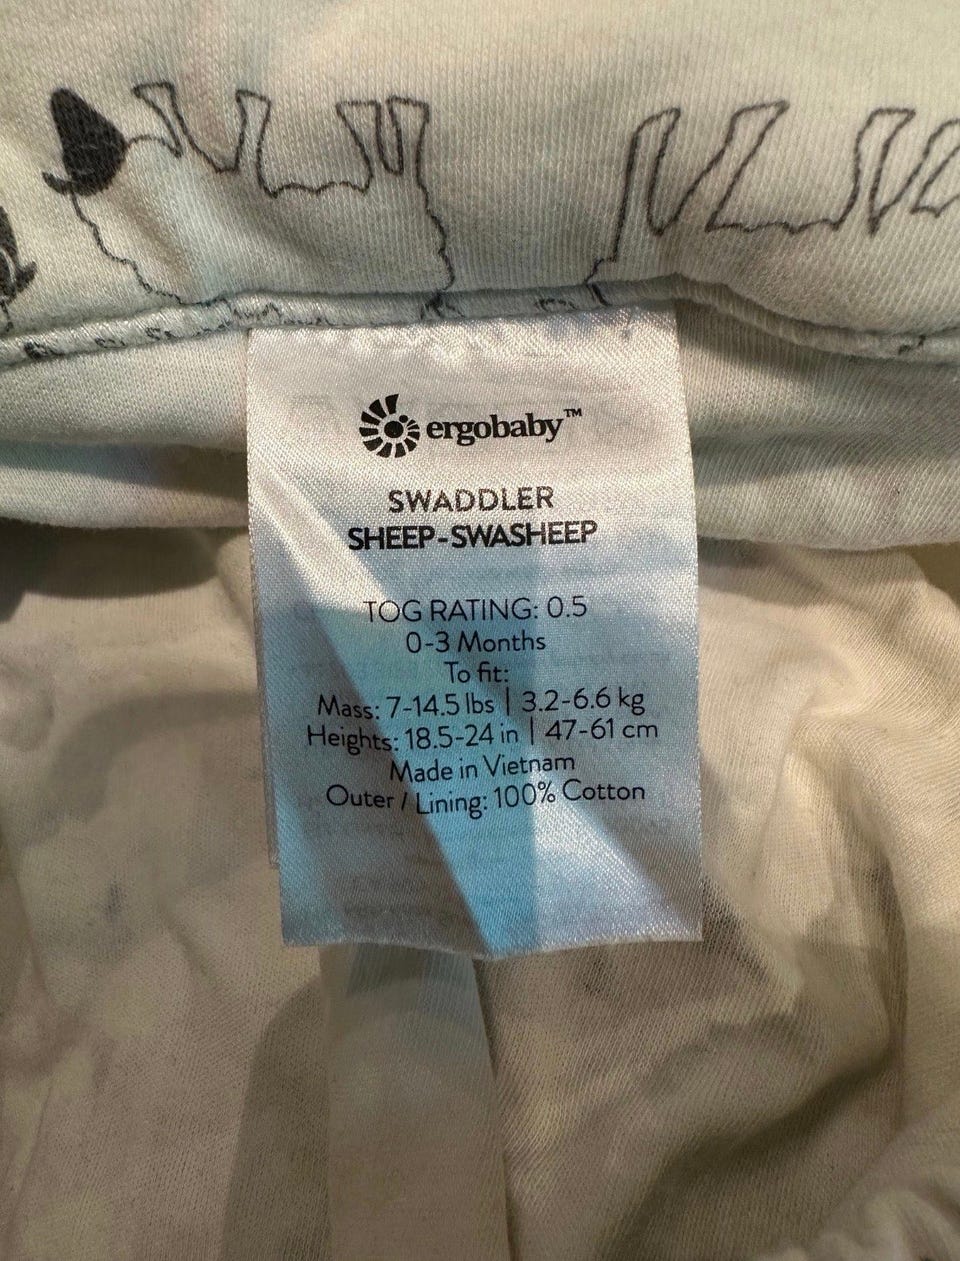 ergobaby™
SWADDLER
SHEEP-SWASHEEP
TOG RATING: 0.5
0-3 Months
To fit:
Mass: 7-14.5 lbs | 3.2-6.6 kg
Heights: 18.5-24 in | 47-61 cm
Made in Vietnam
Outer / Lining: 100% Cotton